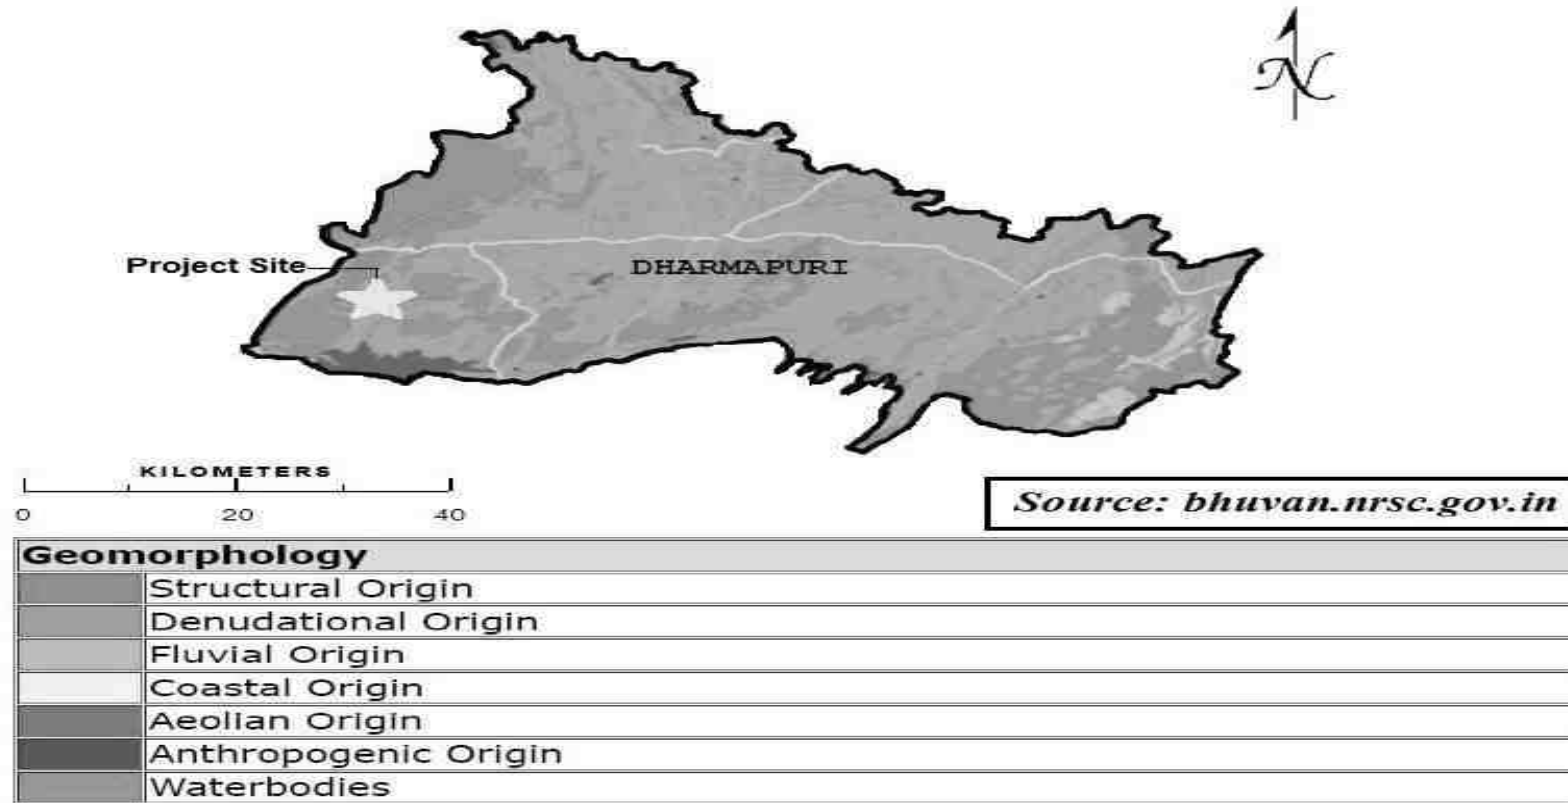 N
Project Site
DHARMAPURI
KILOMETERS
0 20 40
Source: bhuvan.nrsc.gov.in
Geomorphology
Structural Origin
Denudational Origin
Fluvial Origin
Coastal Origin
Aeolian Origin
Anthropogenic Origin
Waterbodies